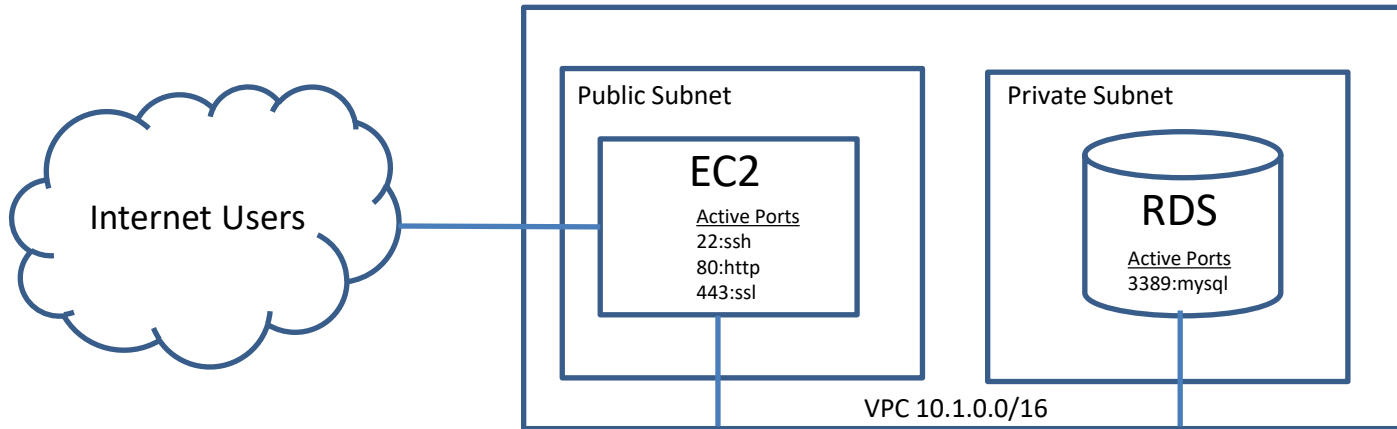 Internet Users
Public Subnet
EC2
Active Ports
22:ssh
80:http
443:ssl
Private Subnet
RDS
Active Ports
3389:mysql
VPC 10.1.0.0/16